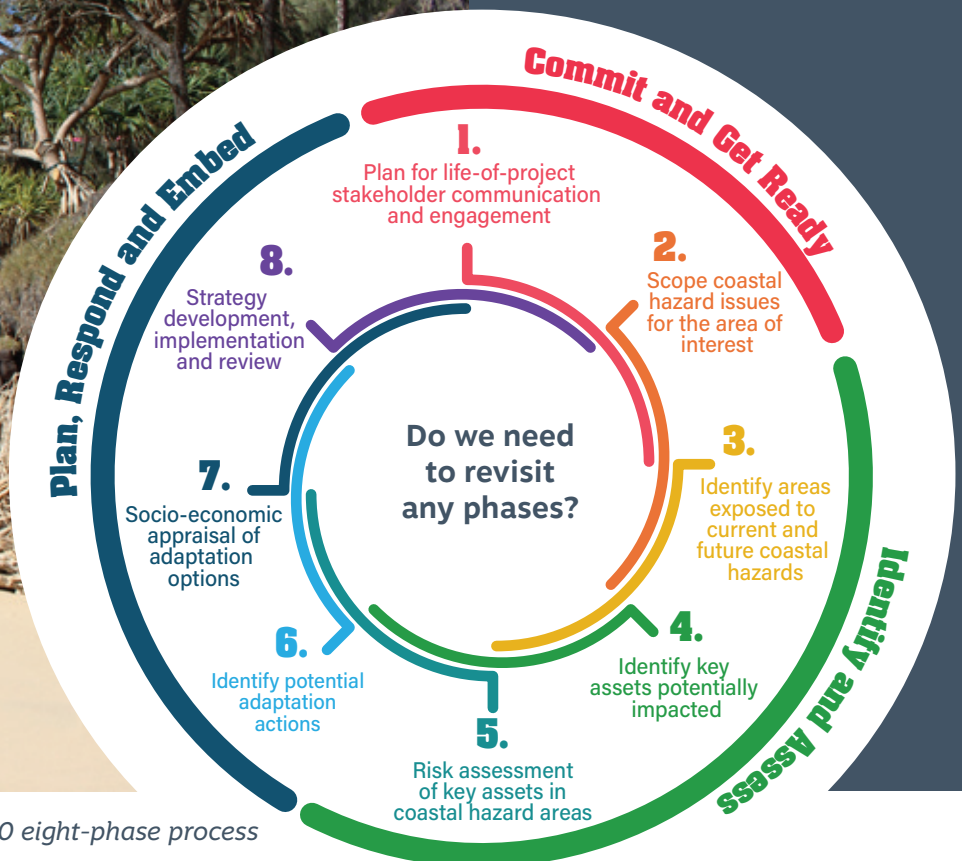 Commit and Get Ready
1.
Plan for life-of-project
stakeholder communication
and engagement
2.
Scope coastal
hazard issues
for the area of
interest
3.
Identify areas
exposed to
current and
future coastal
hazards
Identify and Assess
4.
Identify key
assets potentially
impacted
5.
Risk assessment
of key assets in
coastal hazard areas
6.
Identify potential
adaptation
actions
7.
Socio-economic
appraisal of
adaptation
options
Plan, Respond and Embed
8.
Strategy
development,
implementation
and review
Do we need
to revisit
any phases?
eight-phase process